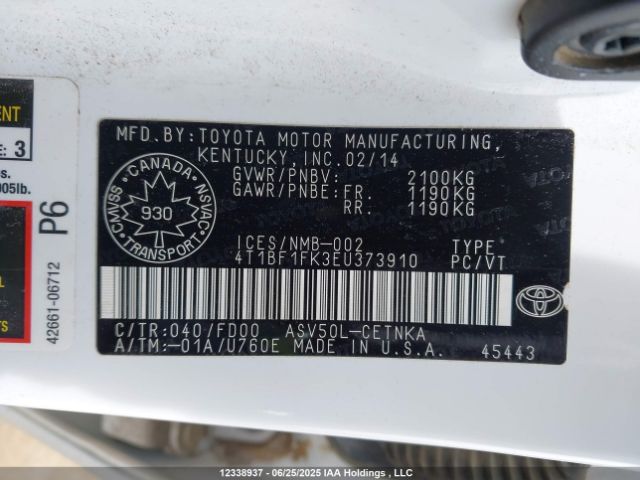 ENT
E: 3
s.
005lb.
P6
42661-06712
MFD.BY:TOYOTA MOTOR MANUFACTURING,
KENTUCKY, INC.02/14
GVWR/PNBV: 2100KG
GAWR/PNBE:FR. 1190KG
RR. 1190KG
CANADA
CMVSS NSVAC
930
TRANSPORT
ICES/NMB-002 TYPE
4T1BF1FK3EU373910 PC/VT
C/TR:040/FD00 ASV50L-CETNKA
A/TM:-01A/U760E MADE IN U.S.A. 45443
TS
12338937 - 06/25/2025 IAA Holdings , LLC